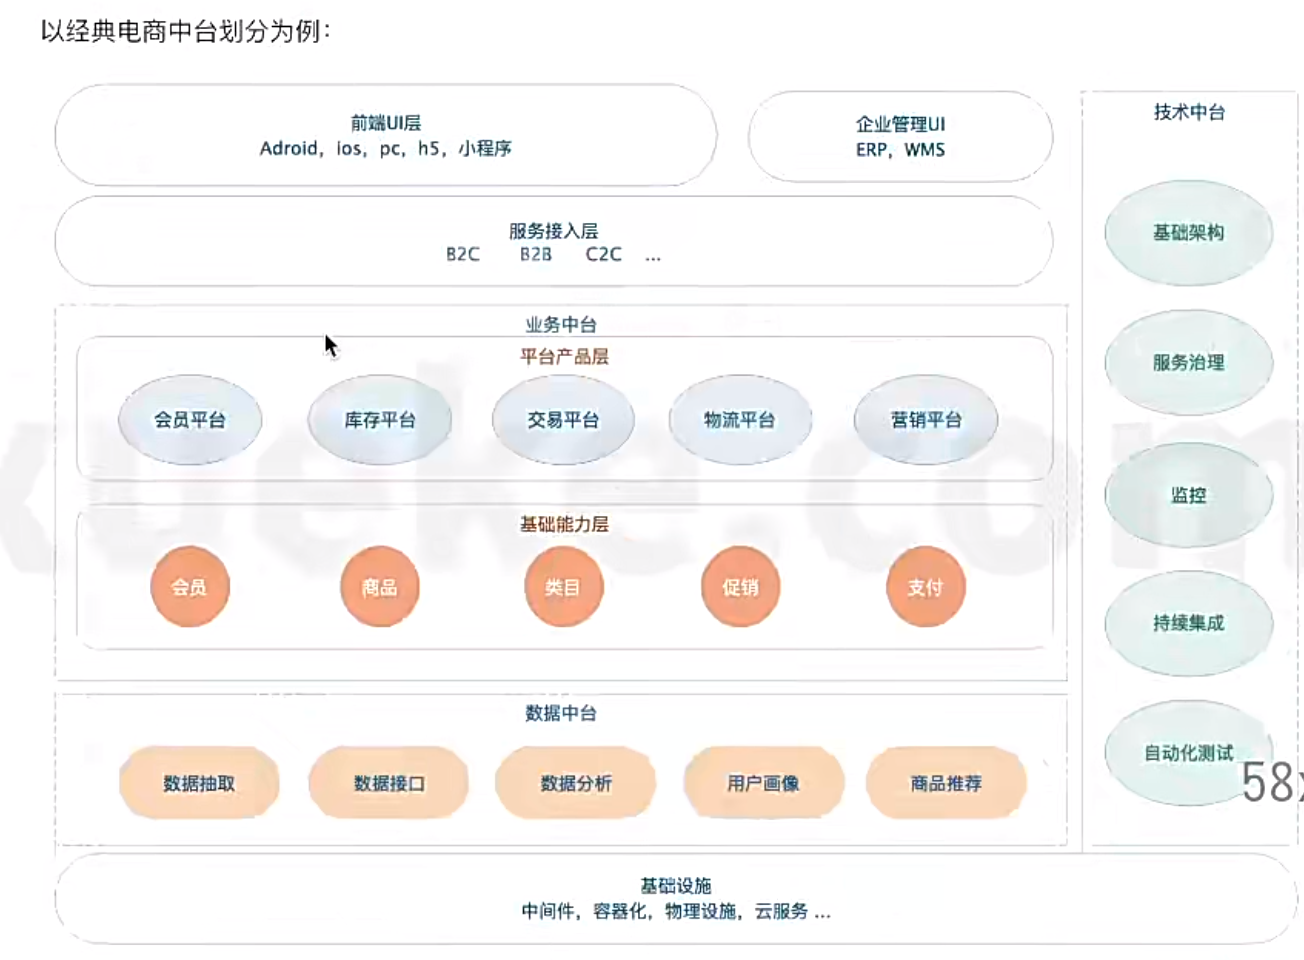 以经典电商中台划分为例：
前端UI层
Adroid，ios，pc，h5，小程序
企业管理UI
ERP，WMS
服务接入层
B2C B2B C2C ...
业务中台
平台产品层
会员平台 库存平台 交易平台 物流平台 营销平台
基础能力层
会员 商品 类目 促销 支付
数据中台
数据抽取 数据接口 数据分析 用户画像 商品推荐
技术中台
基础架构
服务治理
监控
持续集成
自动化测试
基础设施
中间件，容器化，物理设施，云服务 ...